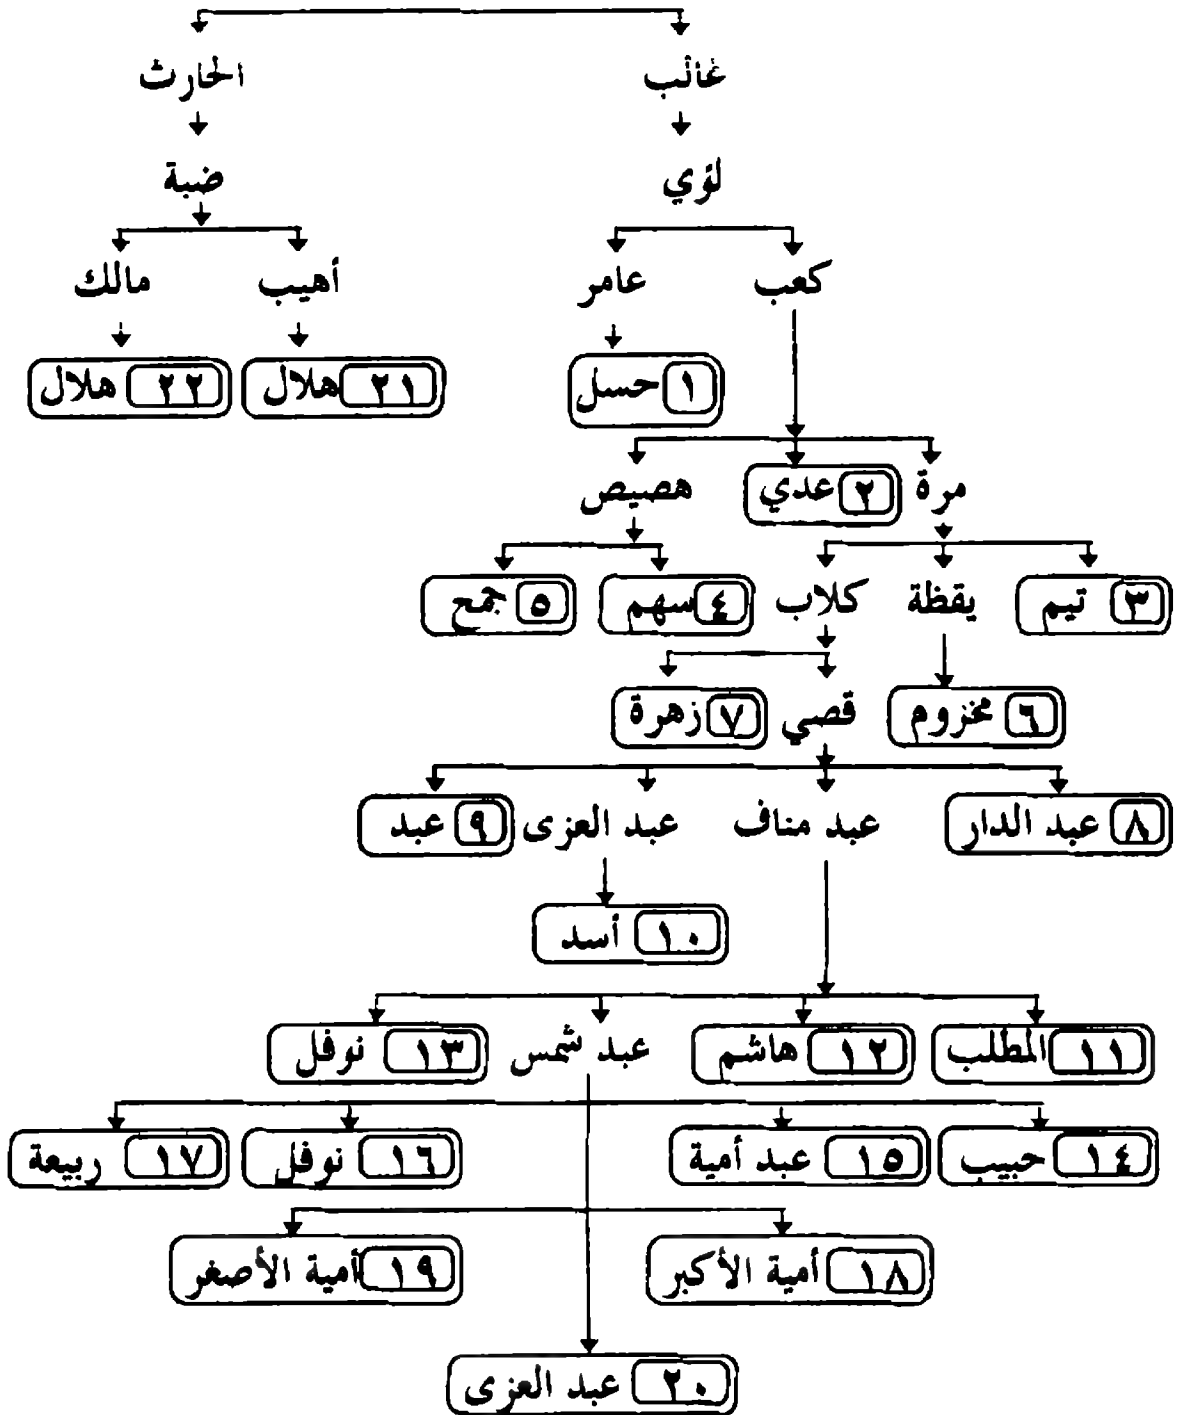 غالب الحارث
لؤي ضبة
كعب عامر أهيب مالك
١ حسل ٢١ هلال ٢٢ هلال
مرة ٢ عدي هصيص
٣ تيم يقظة كلاب ٤ سهم ٥ جمح
٦ مخزوم قصي ٧ زهرة
٨ عبد الدار عبد مناف عبد العزى ٩ عبد
١٠ أسد
١١ المطلب ١٢ هاشم عبد شمس ١٣ نوفل
١٤ حبيب ١٥ عبد أمية ١٦ نوفل ١٧ ربيعة
١٨ أمية الأكبر ١٩ أمية الأصغر
٢٠ عبد العزى